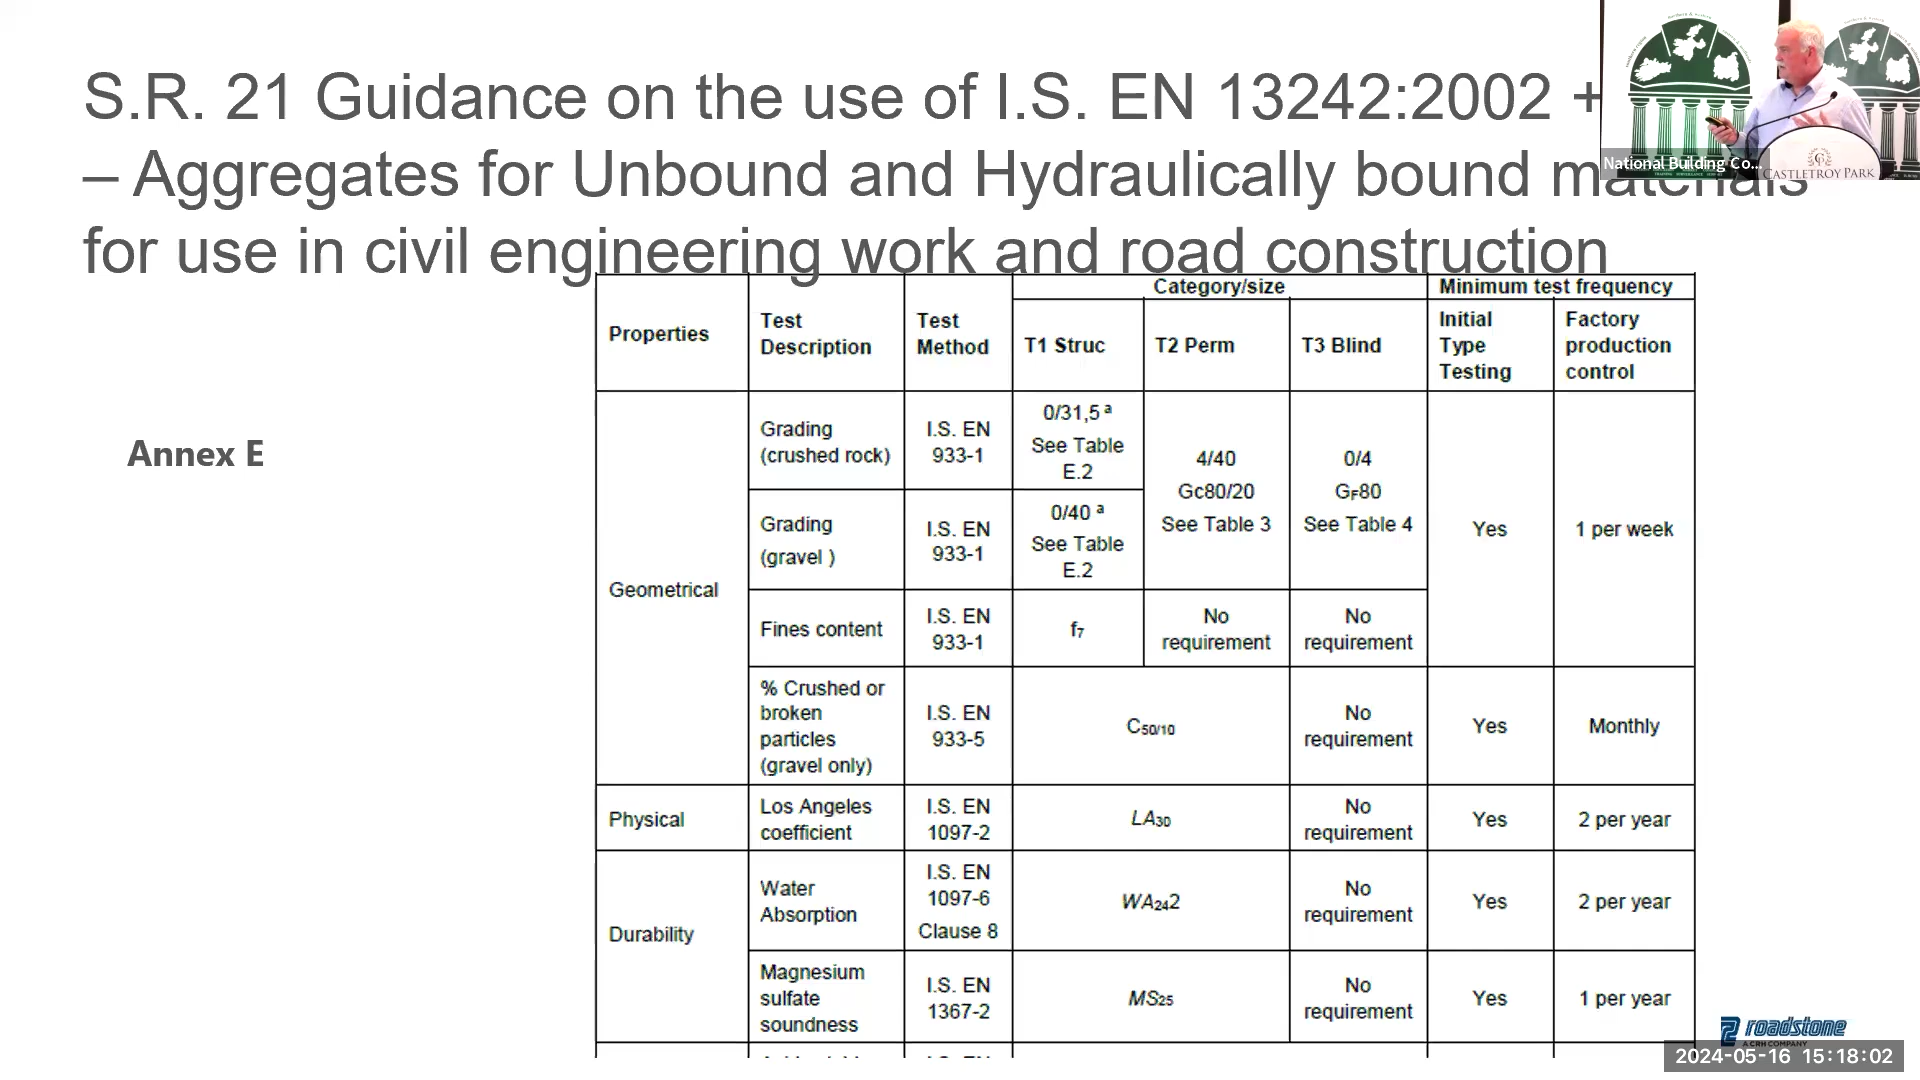 S.R. 21 Guidance on the use of I.S. EN 13242:2002 +
– Aggregates for Unbound and Hydraulically bound materials
for use in civil engineering work and road construction
National Building Co...
CASTLETROY PARK
Annex E
Properties
Test
Description
Test
Method
Category/size
Minimum test frequency
T1 Struc
T2 Perm
T3 Blind
Initial
Type
Testing
Factory
production
control
Geometrical
Grading
(crushed rock)
I.S. EN
933-1
0/31,5 ª
See Table
E.2
4/40
Gc80/20
See Table 3
0/4
GF80
See Table 4
Yes
1 per week
Grading
(gravel )
I.S. EN
933-1
0/40 ª
See Table
E.2
Fines content
I.S. EN
933-1
f7
No
requirement
No
requirement
% Crushed or
broken
particles
(gravel only)
I.S. EN
933-5
C50/10
No
requirement
Yes
Monthly
Physical
Los Angeles
coefficient
I.S. EN
1097-2
LA30
No
requirement
Yes
2 per year
Durability
Water
Absorption
I.S. EN
1097-6
Clause 8
WA242
No
requirement
Yes
2 per year
Magnesium
sulfate
soundness
I.S. EN
1367-2
MS25
No
requirement
Yes
1 per year
roadstone
A CRH COMPANY
2024-05-16 15:18:02